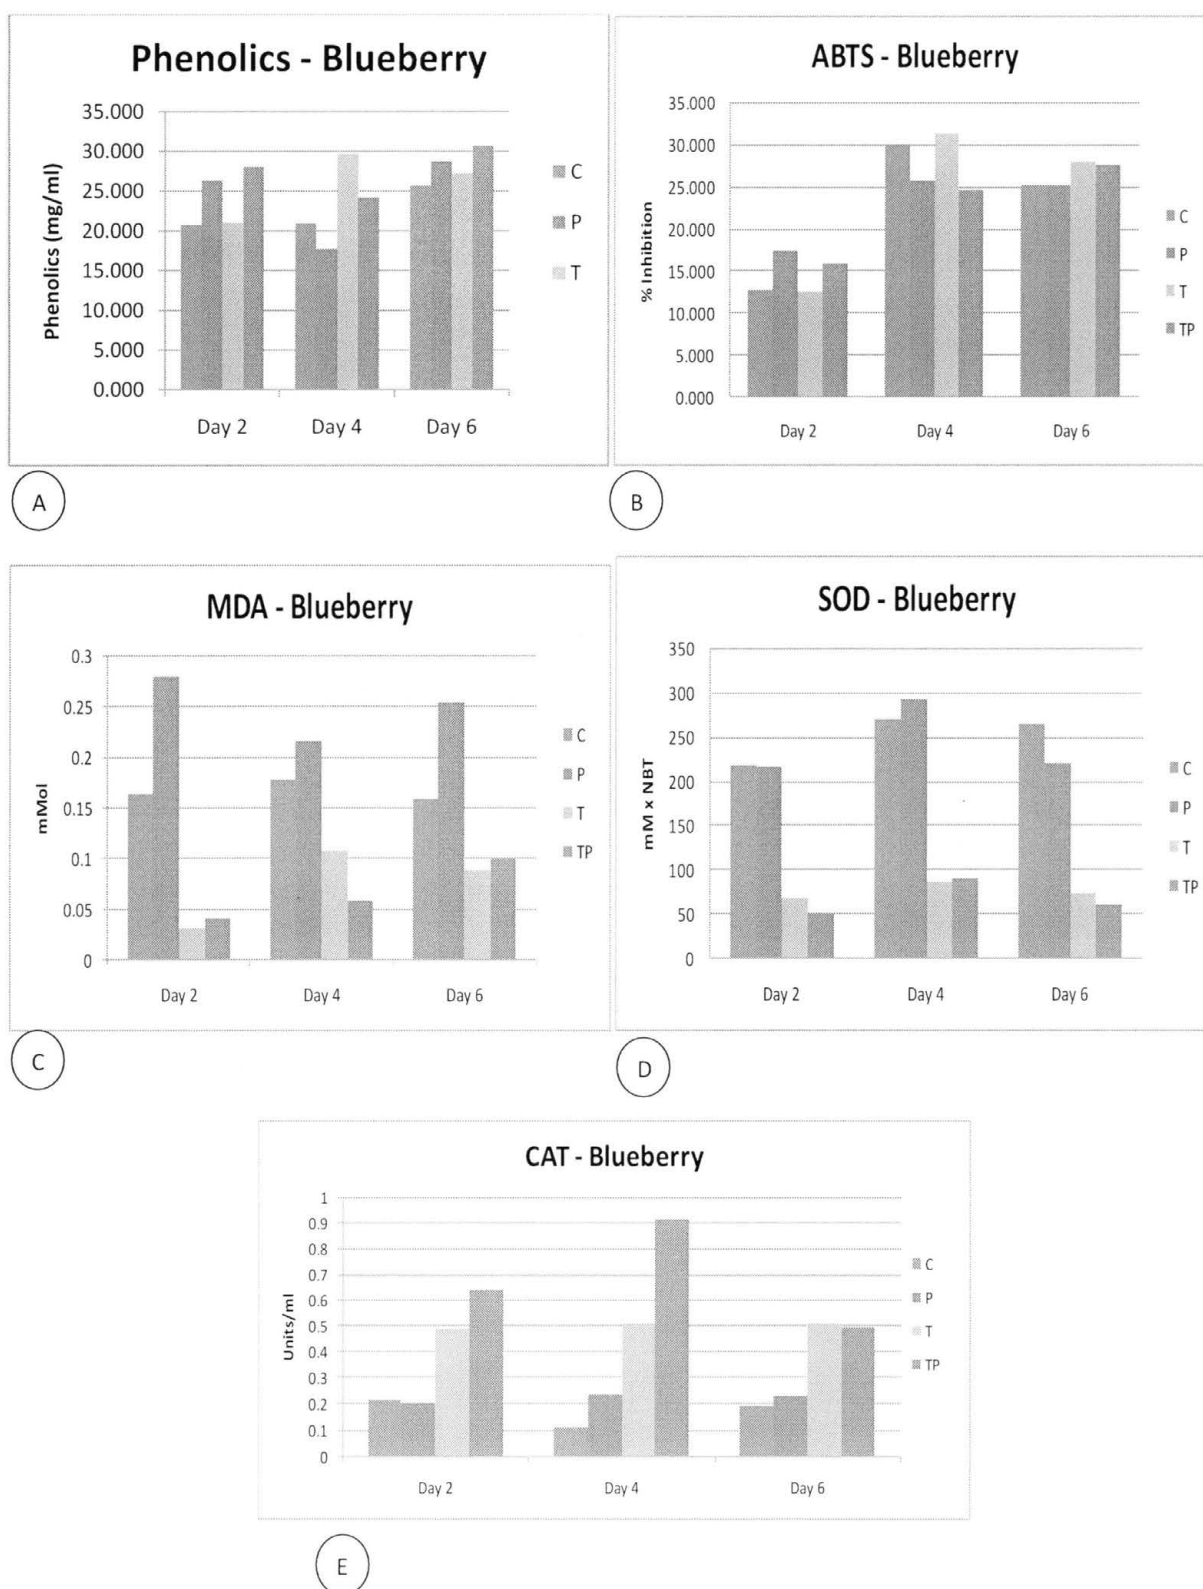 Phenolics - Blueberry
Phenolics (mg/ml)
35.000
30.000
25.000
20.000
15.000
10.000
5.000
0.000
Day 2 Day 4 Day 6
C
P
T
A
ABTS - Blueberry
% Inhibition
35.000
30.000
25.000
20.000
15.000
10.000
5.000
0.000
Day 2 Day 4 Day 6
C
P
T
TP
B
MDA - Blueberry
mMol
0.3
0.25
0.2
0.15
0.1
0.05
0
Day 2 Day 4 Day 6
C
P
T
TP
C
SOD - Blueberry
mM x NBT
350
300
250
200
150
100
50
0
Day 2 Day 4 Day 6
C
P
T
TP
D
CAT - Blueberry
Units/ml
1
0.9
0.8
0.7
0.6
0.5
0.4
0.3
0.2
0.1
0
Day 2 Day 4 Day 6
C
P
T
TP
E